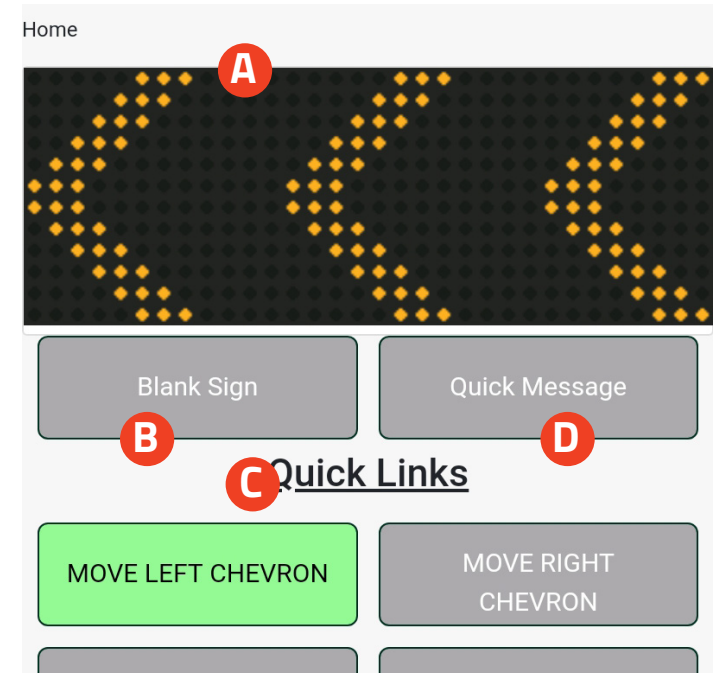 Home
A
Blank Sign
Quick Message
B
D
C
Quick Links
MOVE LEFT CHEVRON
MOVE RIGHT
CHEVRON